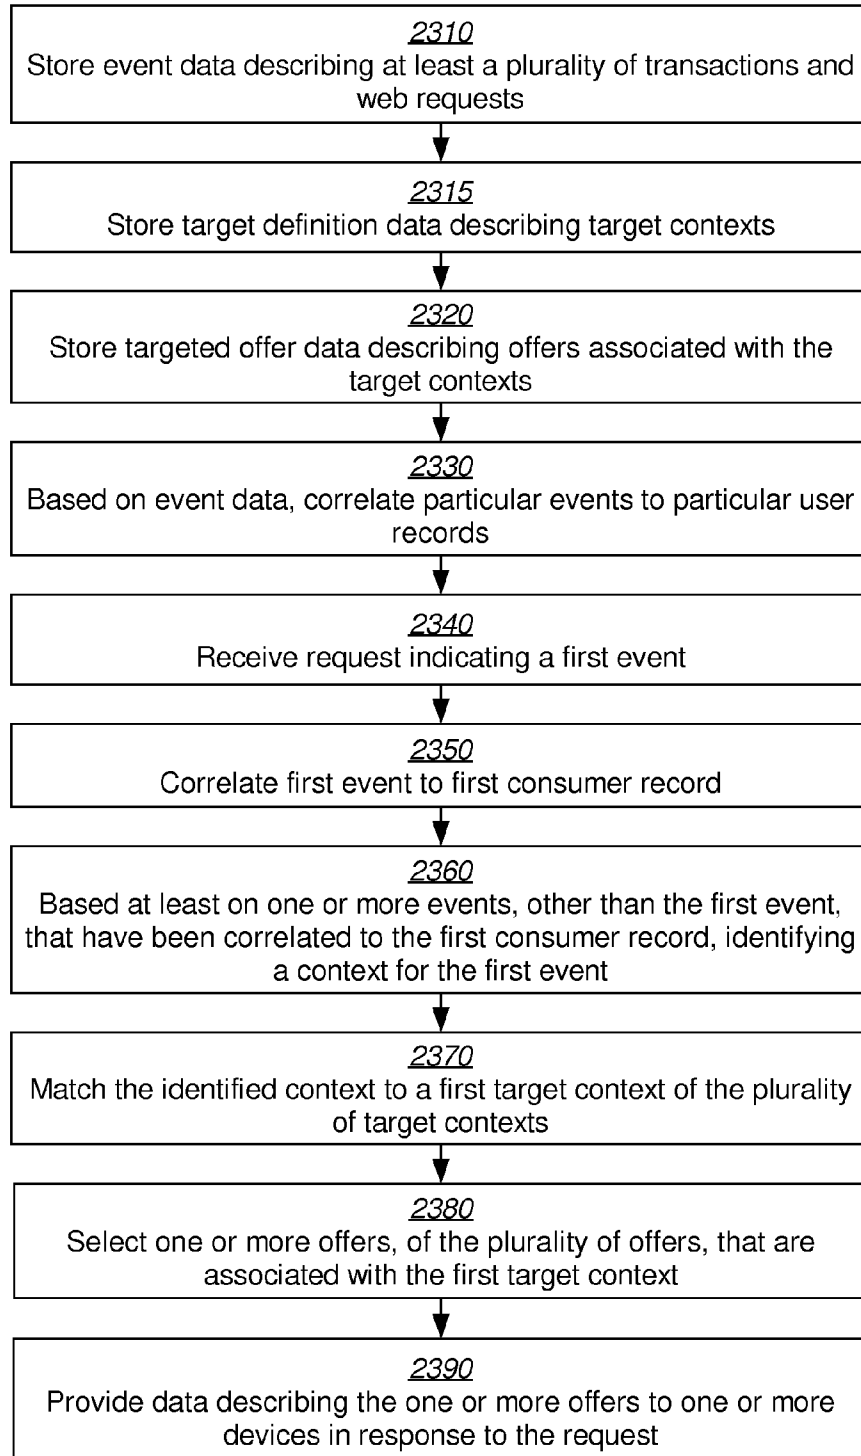 2310
Store event data describing at least a plurality of transactions and
web requests
2315
Store target definition data describing target contexts
2320
Store targeted offer data describing offers associated with the
target contexts
2330
Based on event data, correlate particular events to particular user
records
2340
Receive request indicating a first event
2350
Correlate first event to first consumer record
2360
Based at least on one or more events, other than the first event,
that have been correlated to the first consumer record, identifying
a context for the first event
2370
Match the identified context to a first target context of the plurality
of target contexts
2380
Select one or more offers, of the plurality of offers, that are
associated with the first target context
2390
Provide data describing the one or more offers to one or more
devices in response to the request